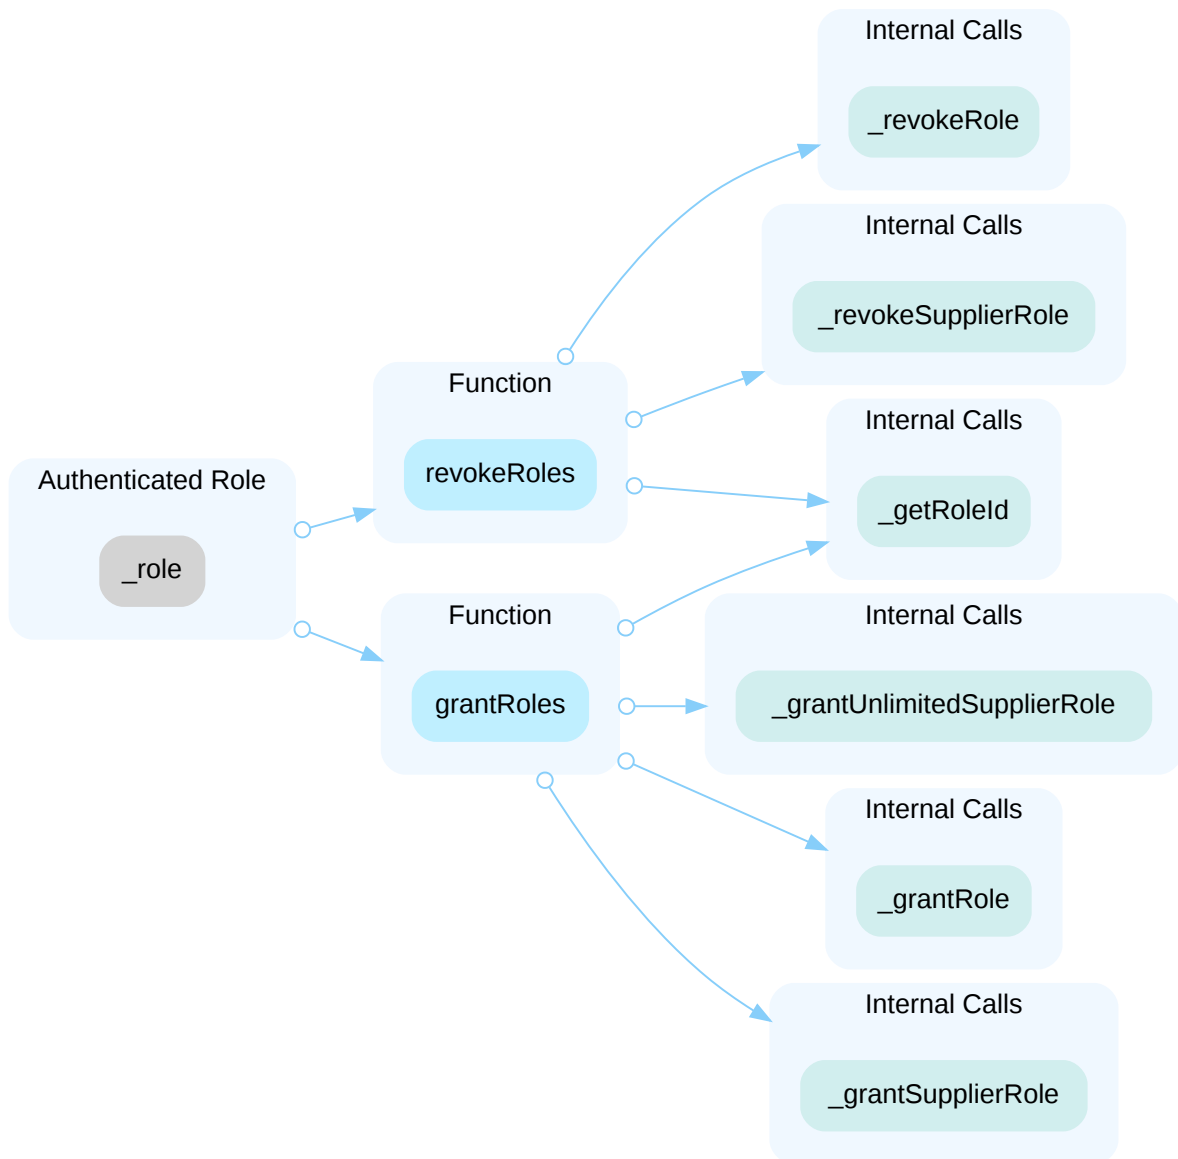 Internal Calls
_revokeRole
Internal Calls
_revokeSupplierRole
Function
revokeRoles
Internal Calls
_getRoleId
Authenticated Role
_role
Function
grantRoles
Internal Calls
_grantUnlimitedSupplierRole
Internal Calls
_grantRole
Internal Calls
_grantSupplierRole